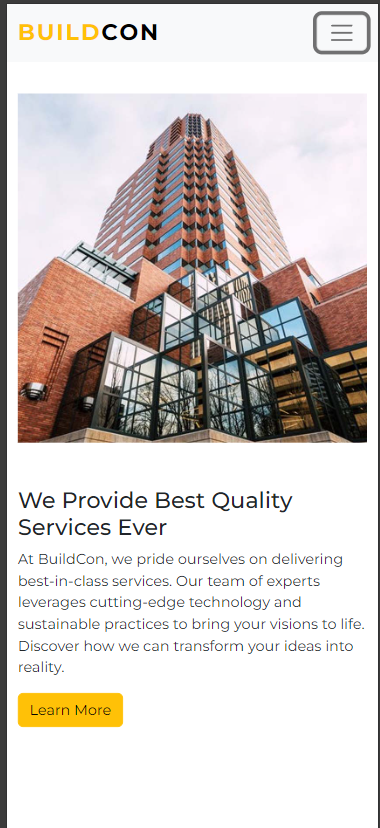 BUILDCON
We Provide Best Quality
Services Ever
At BuildCon, we pride ourselves on delivering
best-in-class services. Our team of experts
leverages cutting-edge technology and
sustainable practices to bring your visions to life.
Discover how we can transform your ideas into
reality.
Learn More